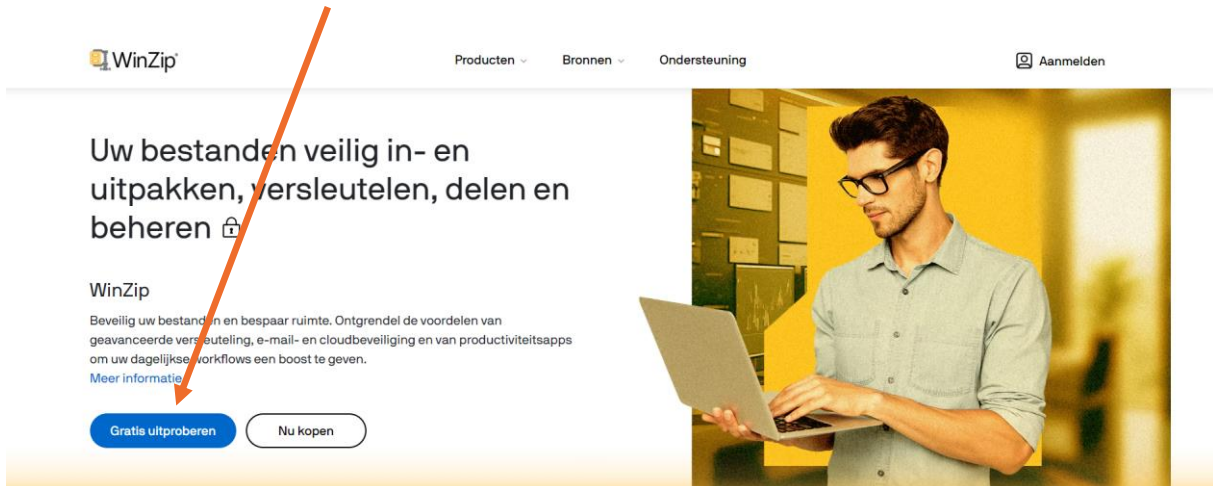 WinZip
Producten
Bronnen
Ondersteuning
Aanmelden
Uw bestanden veilig in- en
uitpakken, versleutelen, delen en
beheren
WinZip
Beveilig uw bestanden en bespaar ruimte. Ontgrendel de voordelen van
geavanceerde versleuteling, e-mail- en cloudbeveiliging en van productiviteitsapps
om uw dagelijkse workflows een boost te geven.
Meer informatie
Gratis uitproberen
Nu kopen